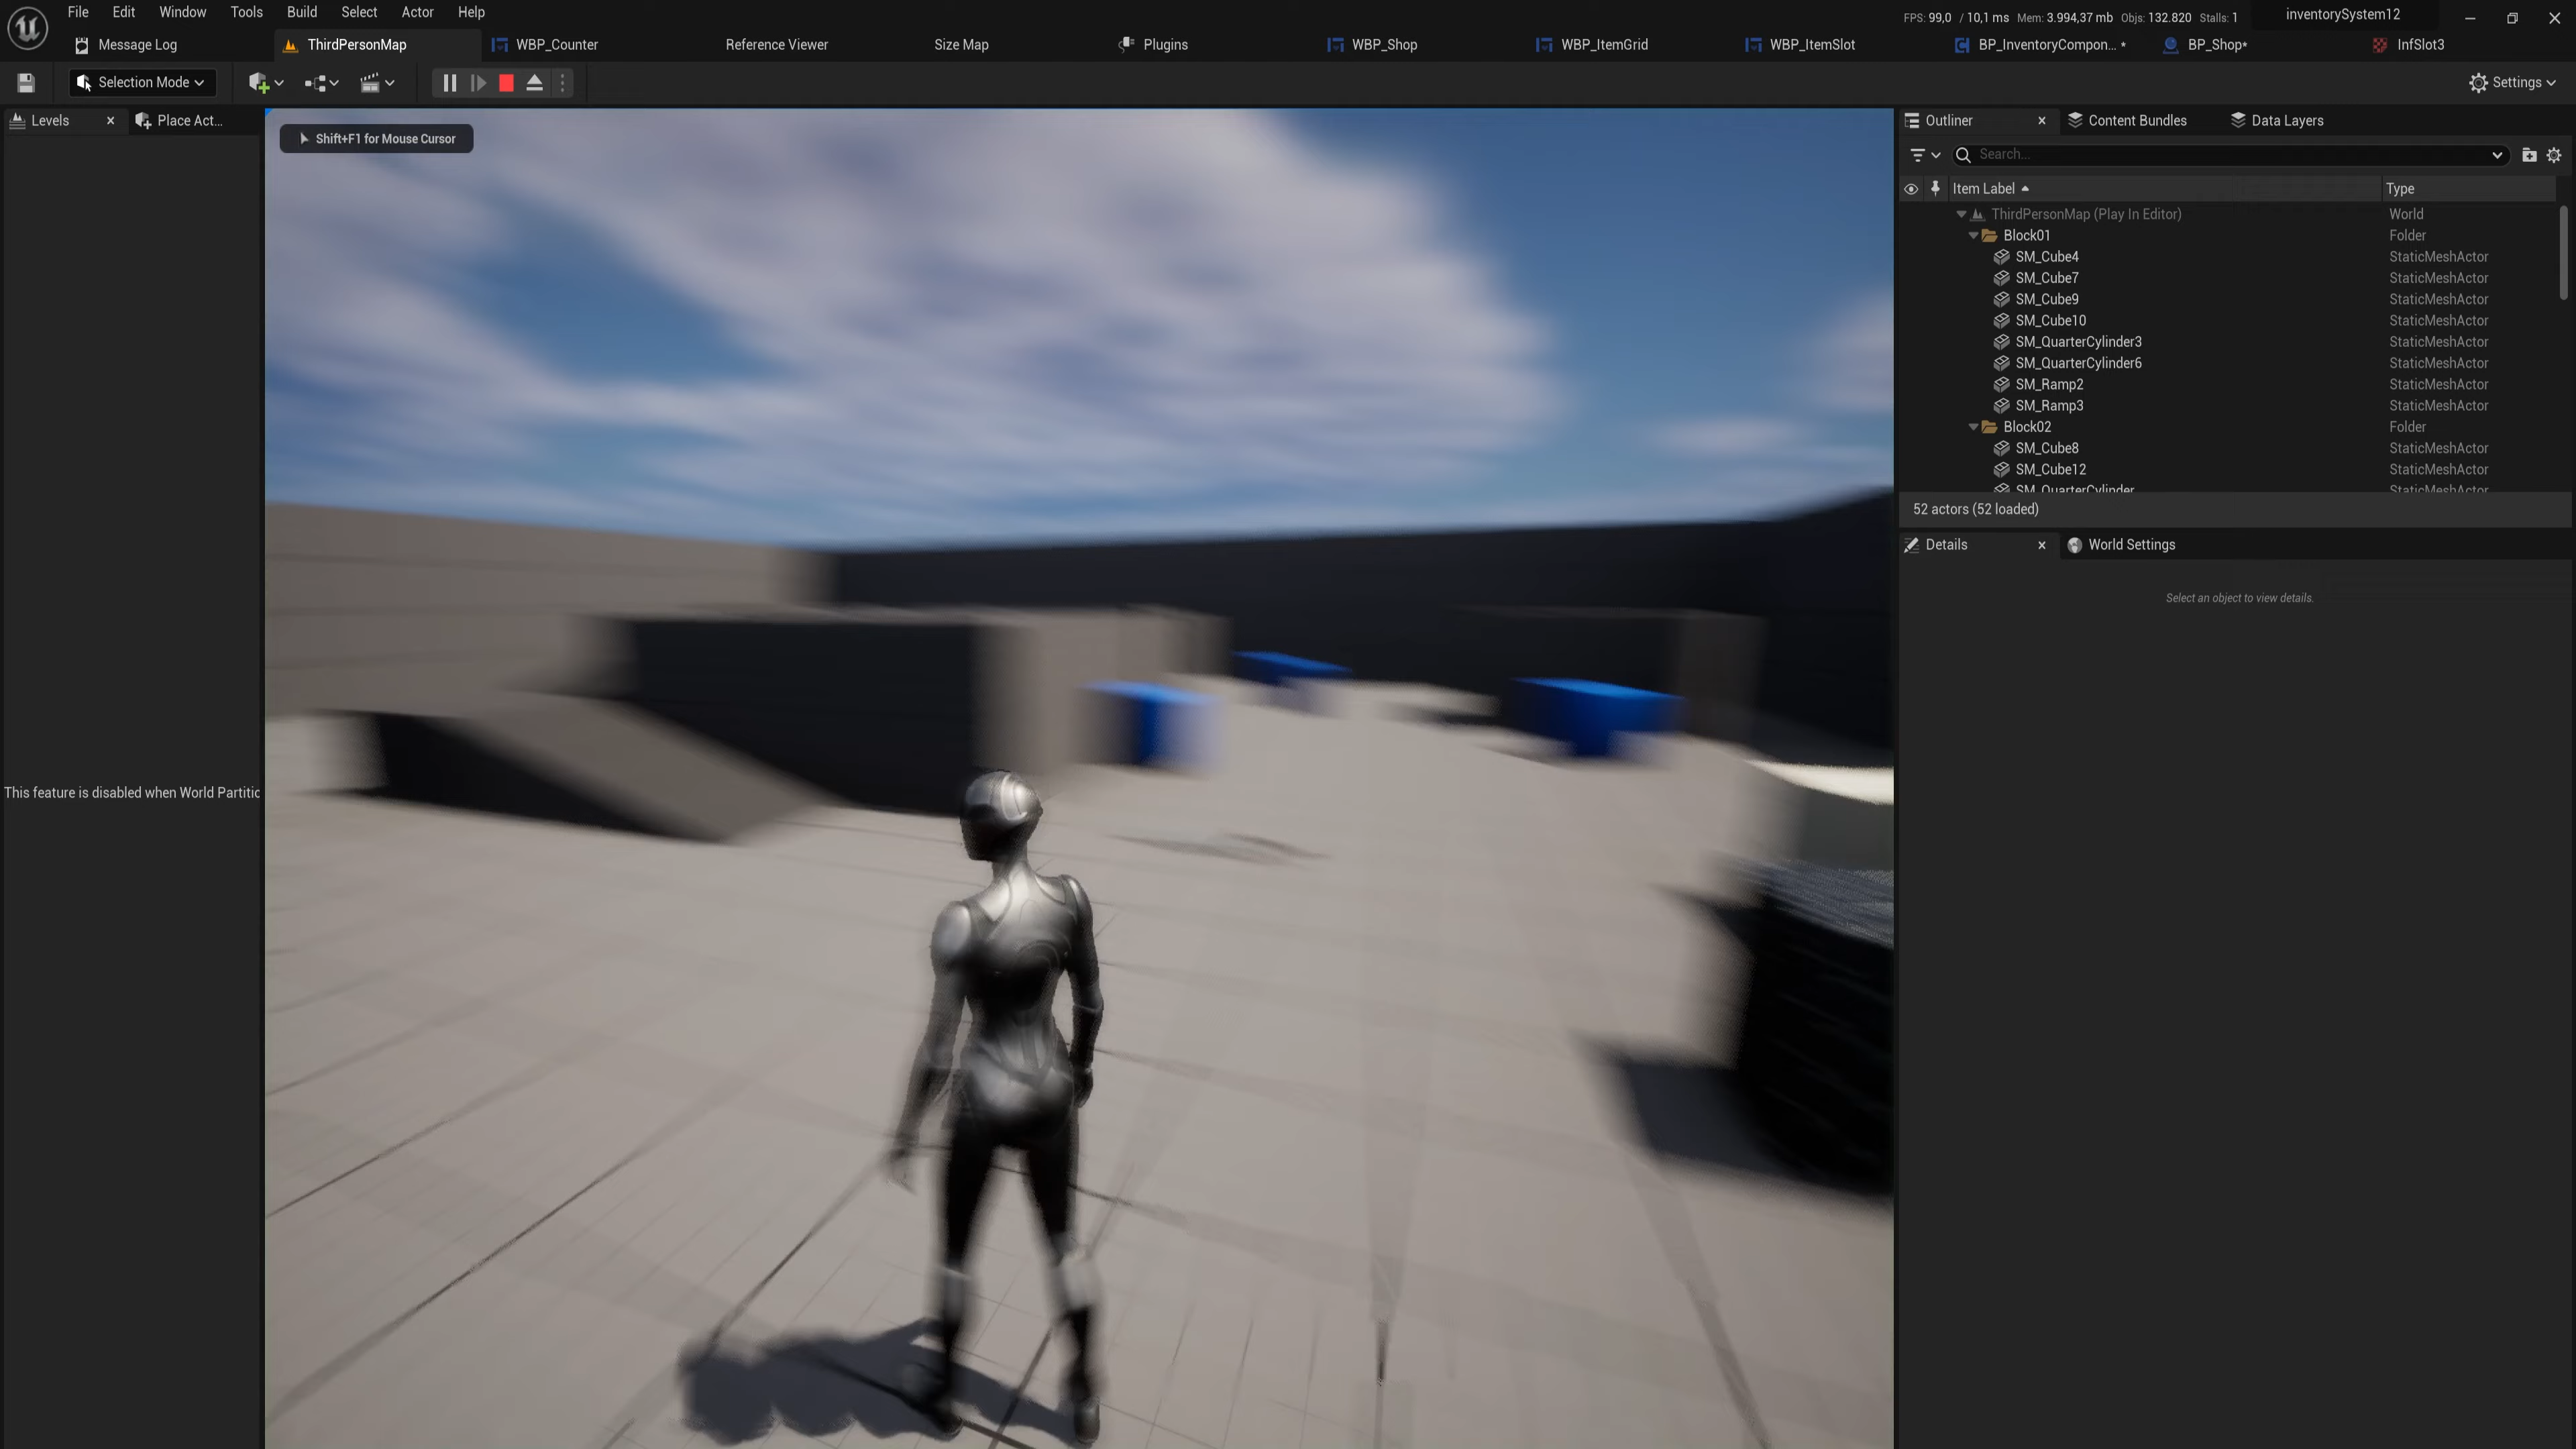 File Edit Window Tools Build Select Actor Help
FPS: 99,0 / 10,1 ms Mem: 3.994,37 mb Objs: 132.820 Stalls: 1
inventorySystem12
Message Log
ThirdPersonMap
WBP_Counter
Reference Viewer
Size Map
Plugins
WBP_Shop
WBP_ItemGrid
WBP_ItemSlot
BP_InventoryCompon... *
BP_Shop*
InfSlot3
Selection Mode
Settings
Levels
Place Act...
Shift+F1 for Mouse Cursor
Outliner
Content Bundles
Data Layers
Search...
Item Label Type
ThirdPersonMap (Play In Editor) World
Block01 Folder
SM_Cube4 StaticMeshActor
SM_Cube7 StaticMeshActor
SM_Cube9 StaticMeshActor
SM_Cube10 StaticMeshActor
SM_QuarterCylinder3 StaticMeshActor
SM_QuarterCylinder6 StaticMeshActor
SM_Ramp2 StaticMeshActor
SM_Ramp3 StaticMeshActor
Block02 Folder
SM_Cube8 StaticMeshActor
SM_Cube12 StaticMeshActor
SM_QuarterCylinder StaticMeshActor
52 actors (52 loaded)
Details
World Settings
Select an object to view details.
This feature is disabled when World Partitic